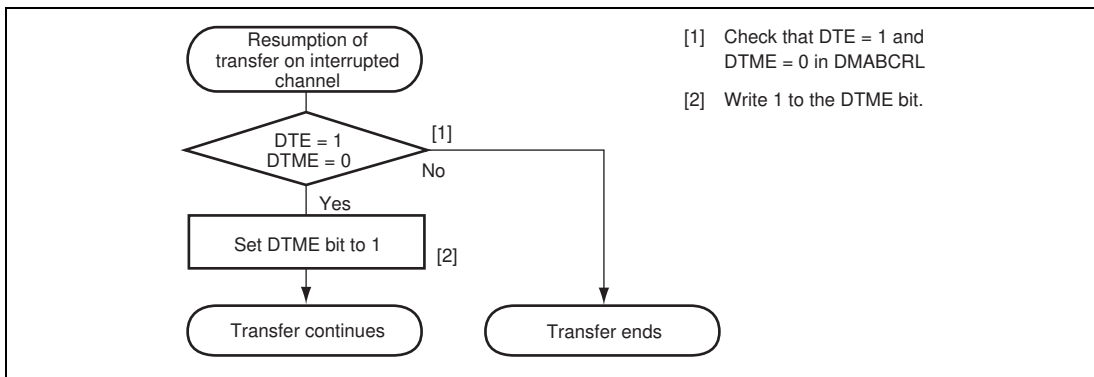 Resumption of
transfer on interrupted
channel
[1] Check that DTE = 1 and
DTME = 0 in DMABCRL
[2] Write 1 to the DTME bit.
DTE = 1
DTME = 0
[1]
No
Yes
Set DTME bit to 1
[2]
Transfer continues
Transfer ends